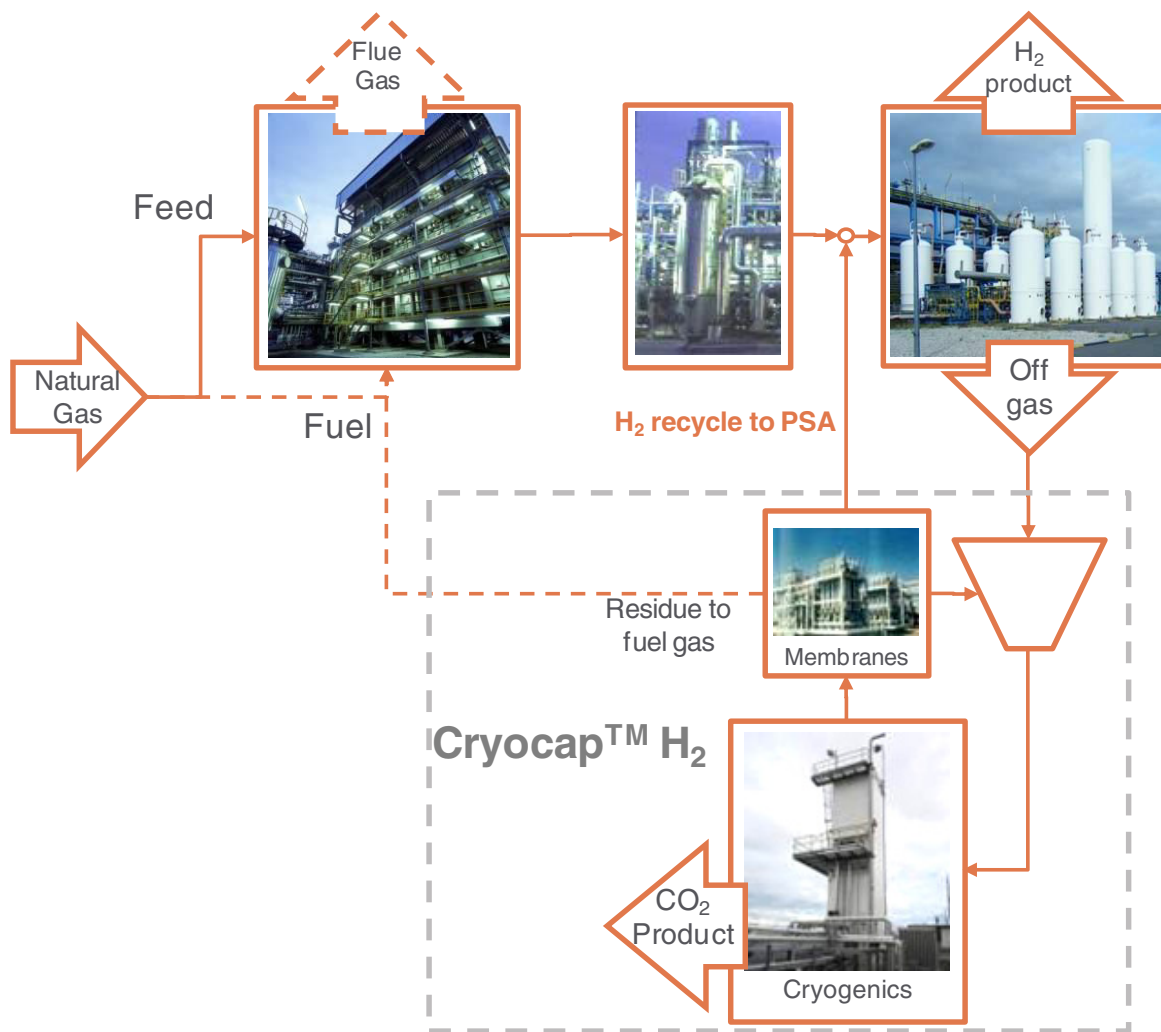 Flue
Gas
H₂
product
Feed
Natural
Gas
Fuel
Off
gas
H₂ recycle to PSA
Residue to
fuel gas
Membranes
Cryocap™ H₂
CO₂
Product
Cryogenics